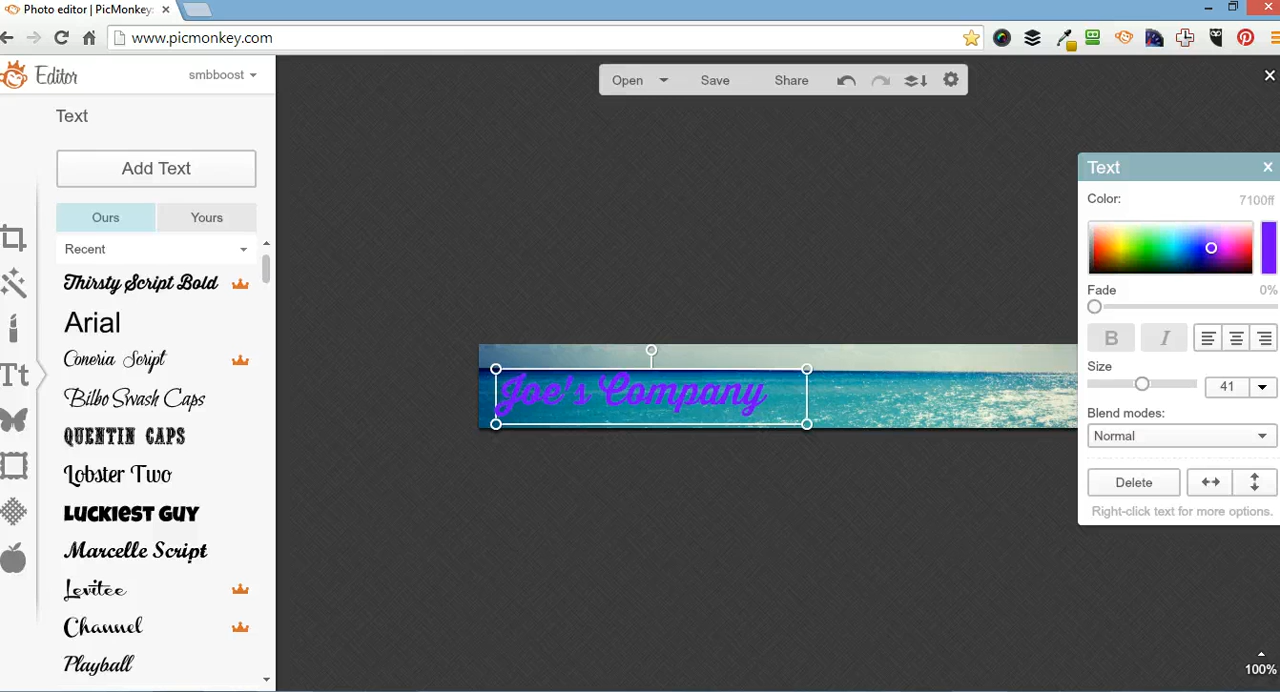 Photo editor | PicMonkey:
www.picmonkey.com
Editor
smbboost
Open
Save
Share
Text
Add Text
Ours
Yours
Recent
Thirsty Script Bold
Arial
Coneria Script
Bilbo Swash Caps
QUENTIN CAPS
Lobster Two
Luckiest Guy
Marcelle Script
Levitee
Channel
Playball
Tt
Joe's Company
Text
Color:
7100ff
Fade
0%
B
I
Size
41
Blend modes:
Normal
Delete
Right-click text for more options.
100%